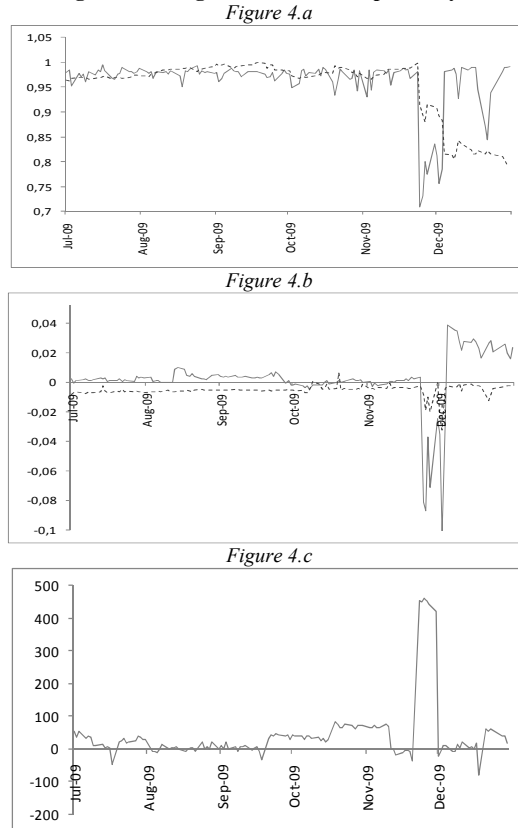 Figure 4.a
1,05
1
0,95
0,9
0,85
0,8
0,75
0,7
Jul-09
Aug-09
Sep-09
Oct-09
Nov-09
Dec-09
Figure 4.b
0,04
0,02
0
-0,02
-0,04
-0,06
-0,08
-0,1
Jul-09
Aug-09
Sep-09
Oct-09
Nov-09
Dec-09
Figure 4.c
500
400
300
200
100
0
-100
-200
Jul-09
Aug-09
Sep-09
Oct-09
Nov-09
Dec-09